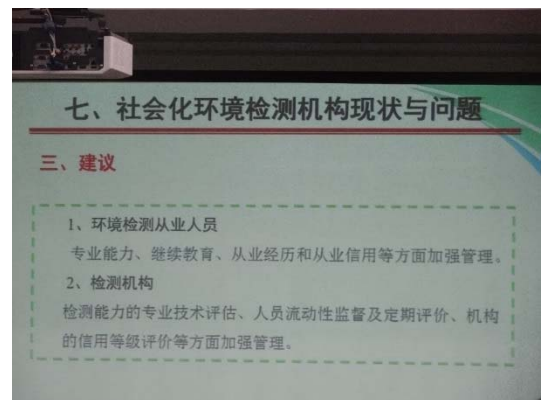 七、社会化环境检测机构现状与问题
三、建议
1、环境检测从业人员
专业能力、继续教育、从业经历和从业信用等方面加强管理。
2、检测机构
检测能力的专业技术评估、人员流动性监督及定期评价、机构
的信用等级评价等方面加强管理。